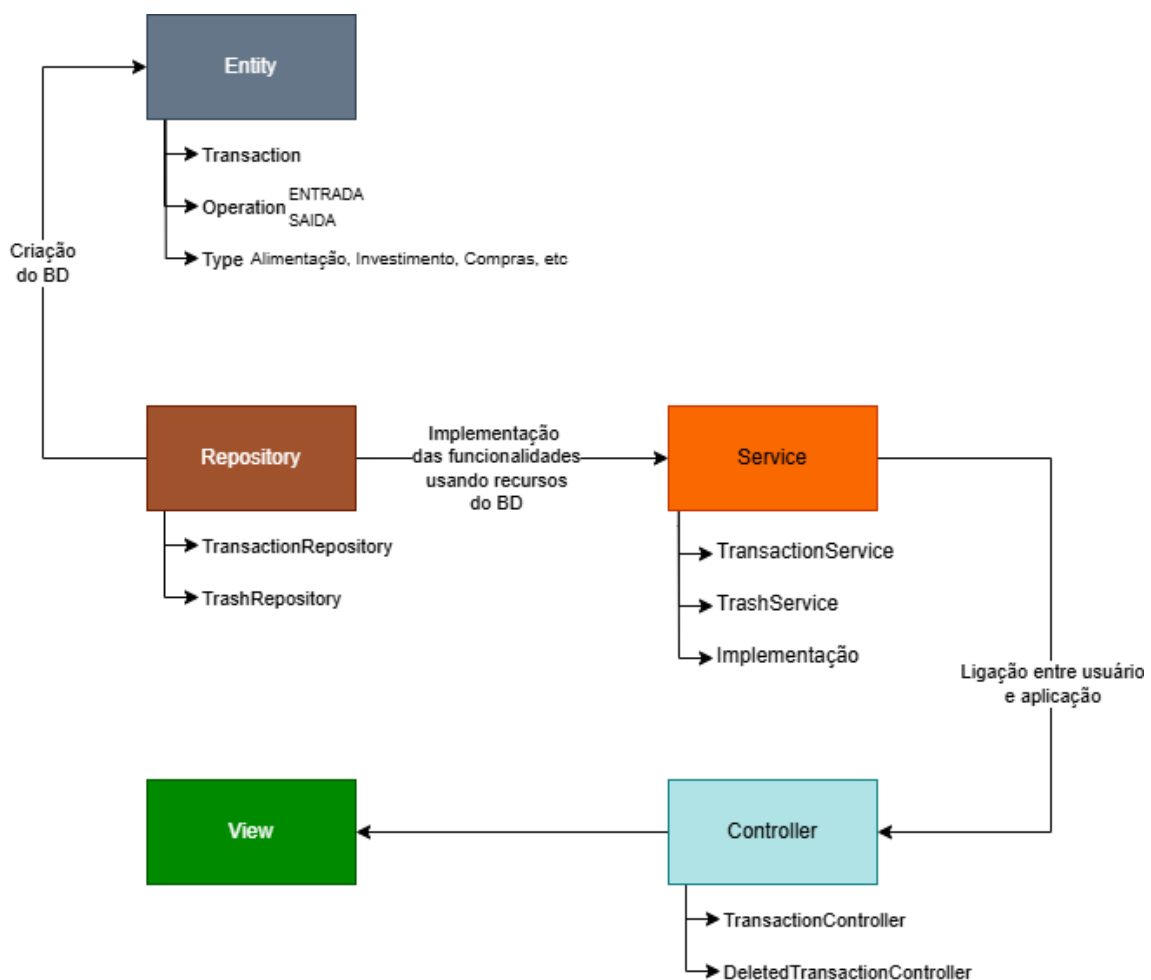 Entity
Transaction
Operation
ENTRADA
SAIDA
Type Alimentação, Investimento, Compras, etc
Criação
do BD
Repository
Implementação
das funcionalidades
usando recursos
do BD
Service
TransactionRepository
TrashRepository
TransactionService
TrashService
Implementação
Ligação entre usuário
e aplicação
View
Controller
TransactionController
DeletedTransactionController